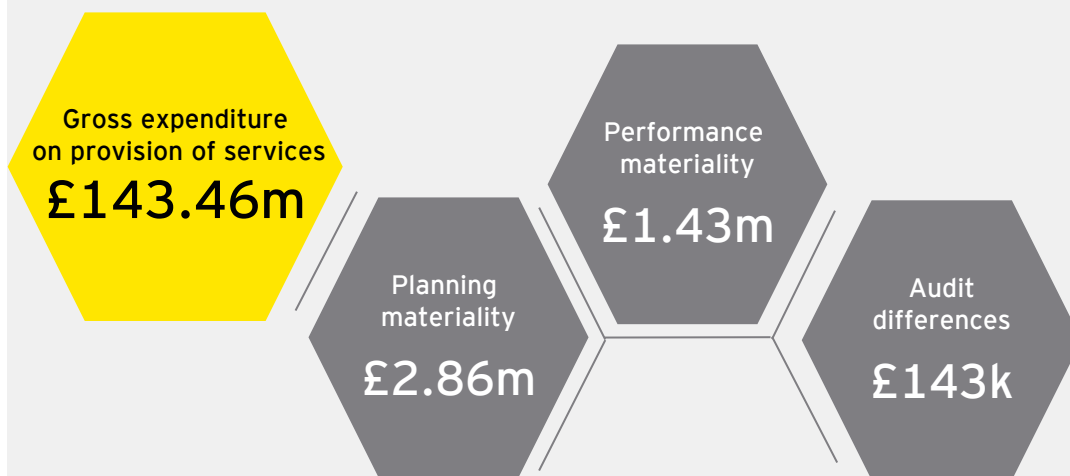 Gross expenditure
on provision of services
£143.46m
Planning
materiality
£2.86m
Performance
materiality
£1.43m
Audit
differences
£143k